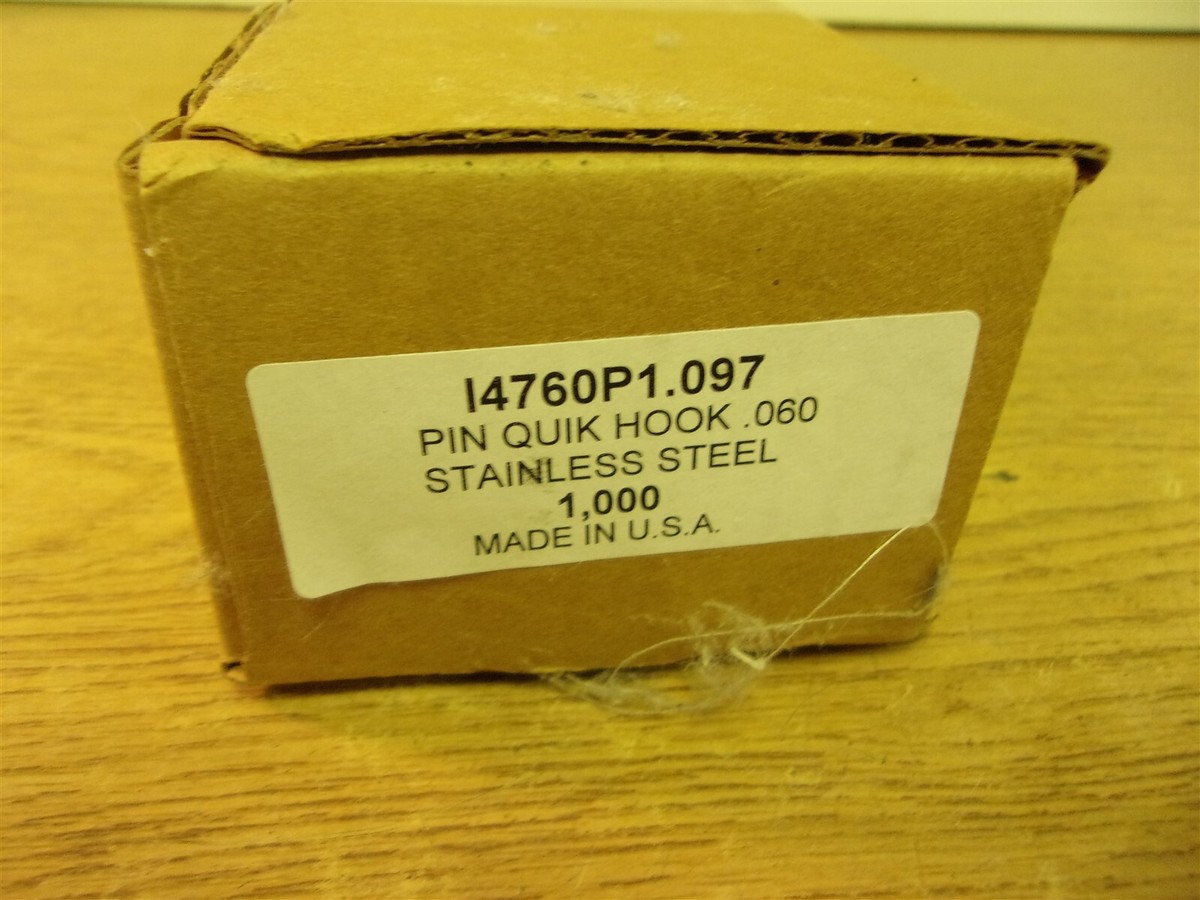 I4760P1.097
PIN QUIK HOOK .060
STAINLESS STEEL
1,000
MADE IN U.S.A.